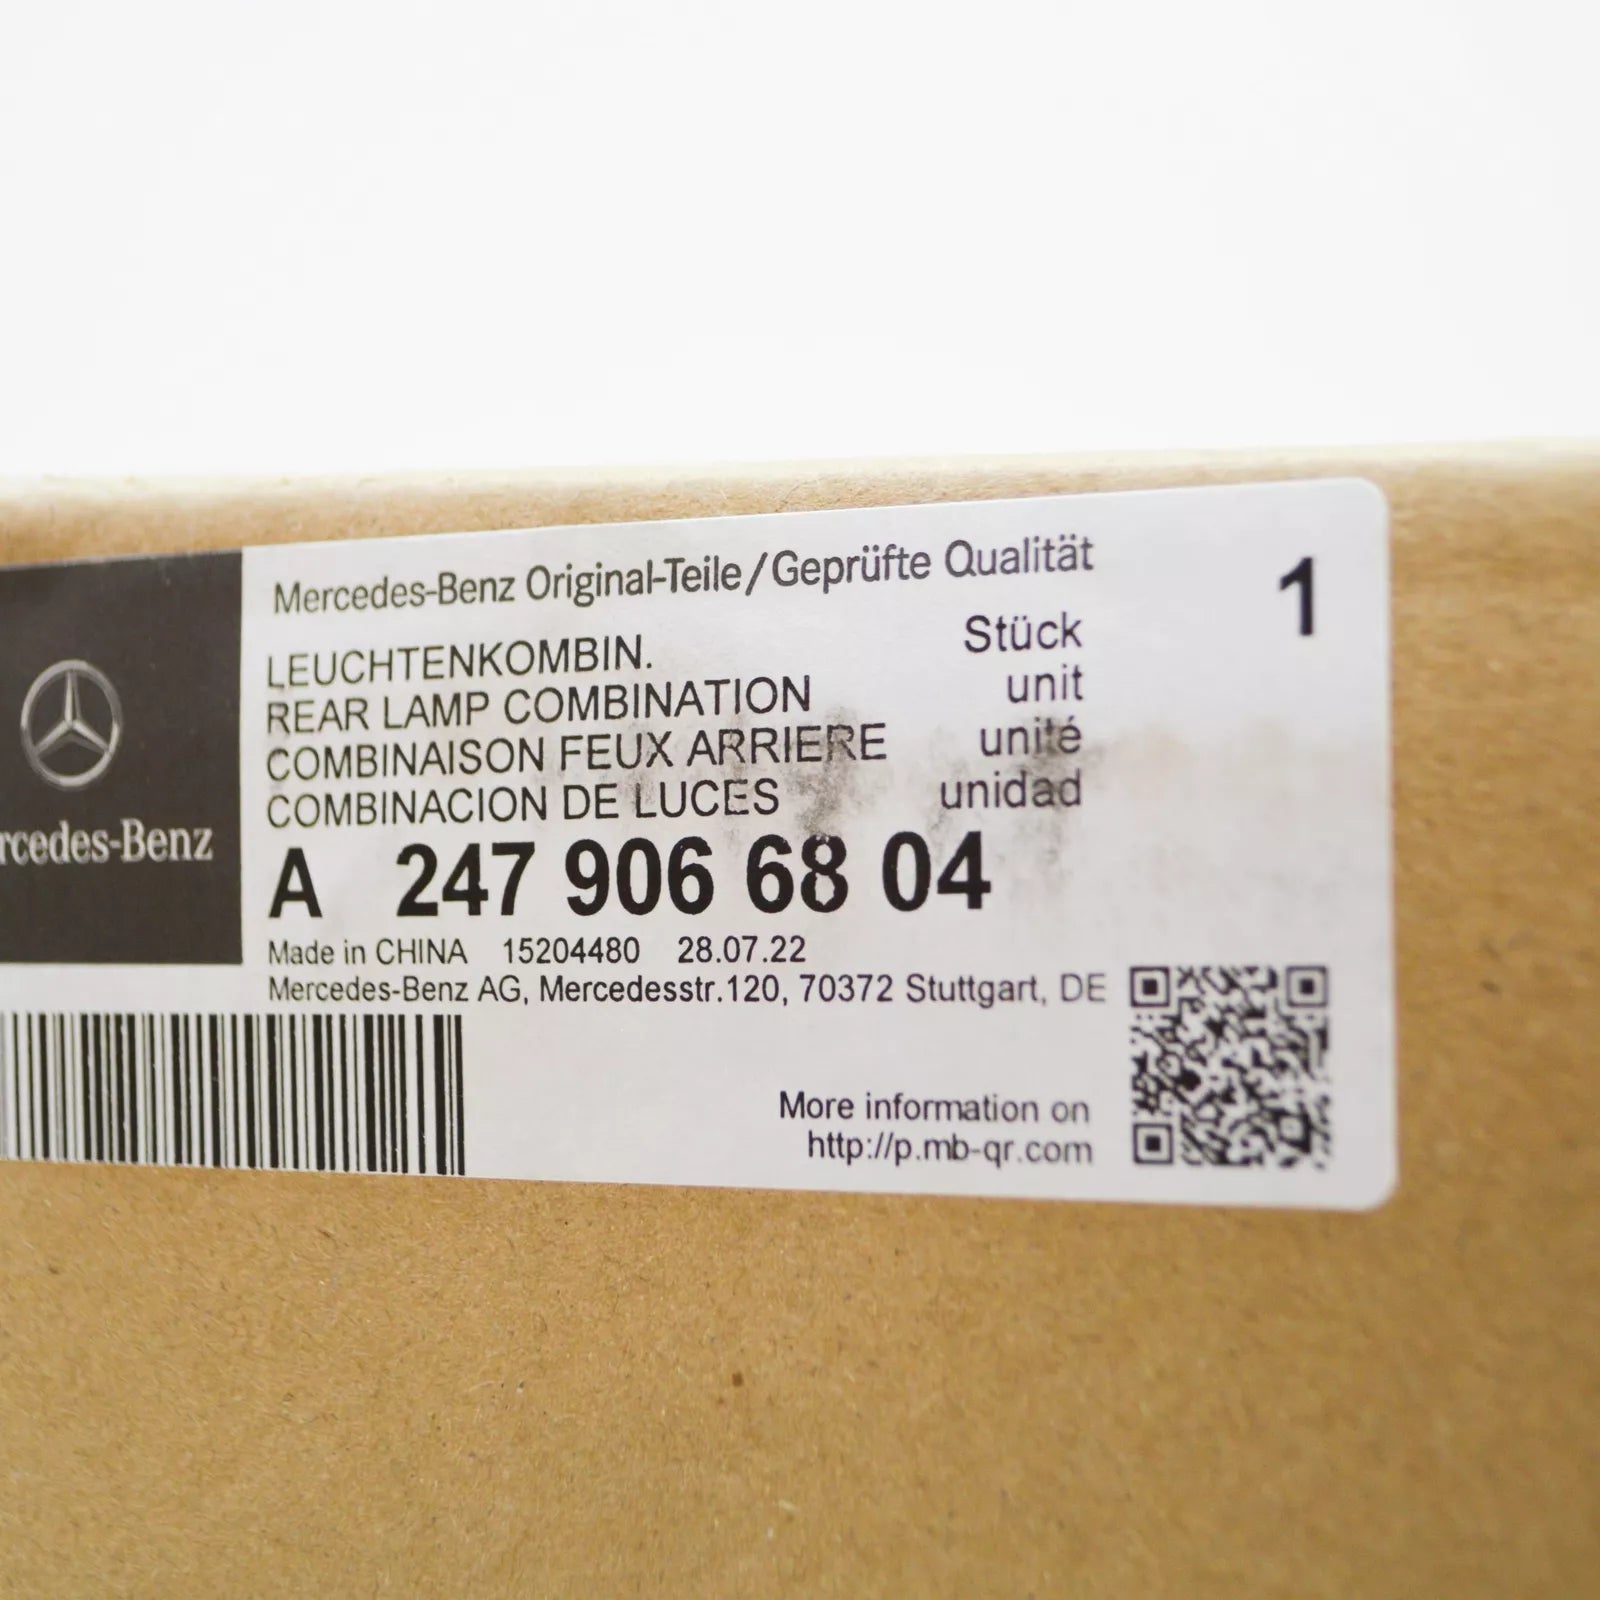 Mercedes-Benz Original-Teile/Geprüfte Qualität
1
LEUCHTENKOMBIN. Stück
REAR LAMP COMBINATION unit
COMBINAISON FEUX ARRIERE unité
COMBINACION DE LUCES unidad
rcedes-Benz
A 247 906 68 04
Made in CHINA 15204480 28.07.22
Mercedes-Benz AG, Mercedesstr.120, 70372 Stuttgart, DE
More information on
http://p.mb-qr.com